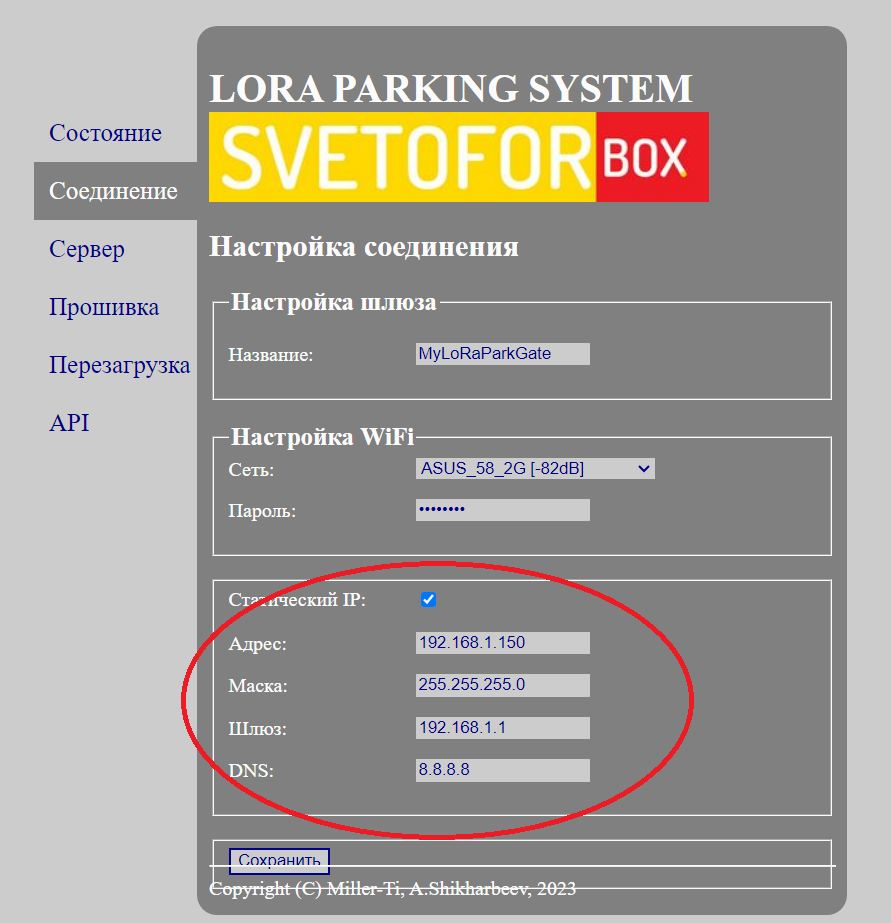 LORA PARKING SYSTEM
SVETOFOR BOX
Состояние
Соединение
Сервер
Прошивка
Перезагрузка
API
Настройка соединения
Настройка шлюза
Название: MyLoRaParkGate
Настройка WiFi
Сеть: ASUS_58_2G [-82dB]
Пароль: ••••••••
Статический IP:
Адрес: 192.168.1.150
Маска: 255.255.255.0
Шлюз: 192.168.1.1
DNS: 8.8.8.8
Сохранить
Copyright (C) Miller-Ti, A.Shikharbeev, 2023